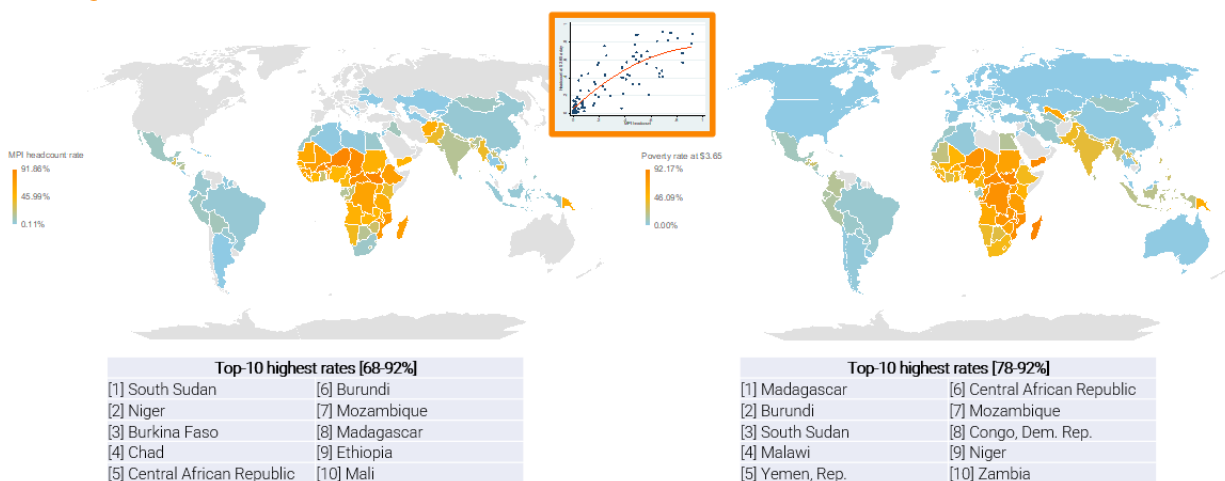 MPI headcount rate
91.86%
45.99%
0.11%
MPI headcount
Poverty rate at $3.65
92.17%
46.09%
0.00%
Top-10 highest rates [68-92%]
[1] South Sudan [6] Burundi
[2] Niger [7] Mozambique
[3] Burkina Faso [8] Madagascar
[4] Chad [9] Ethiopia
[5] Central African Republic [10] Mali
Top-10 highest rates [78-92%]
[1] Madagascar [6] Central African Republic
[2] Burundi [7] Mozambique
[3] South Sudan [8] Congo, Dem. Rep.
[4] Malawi [9] Niger
[5] Yemen, Rep. [10] Zambia